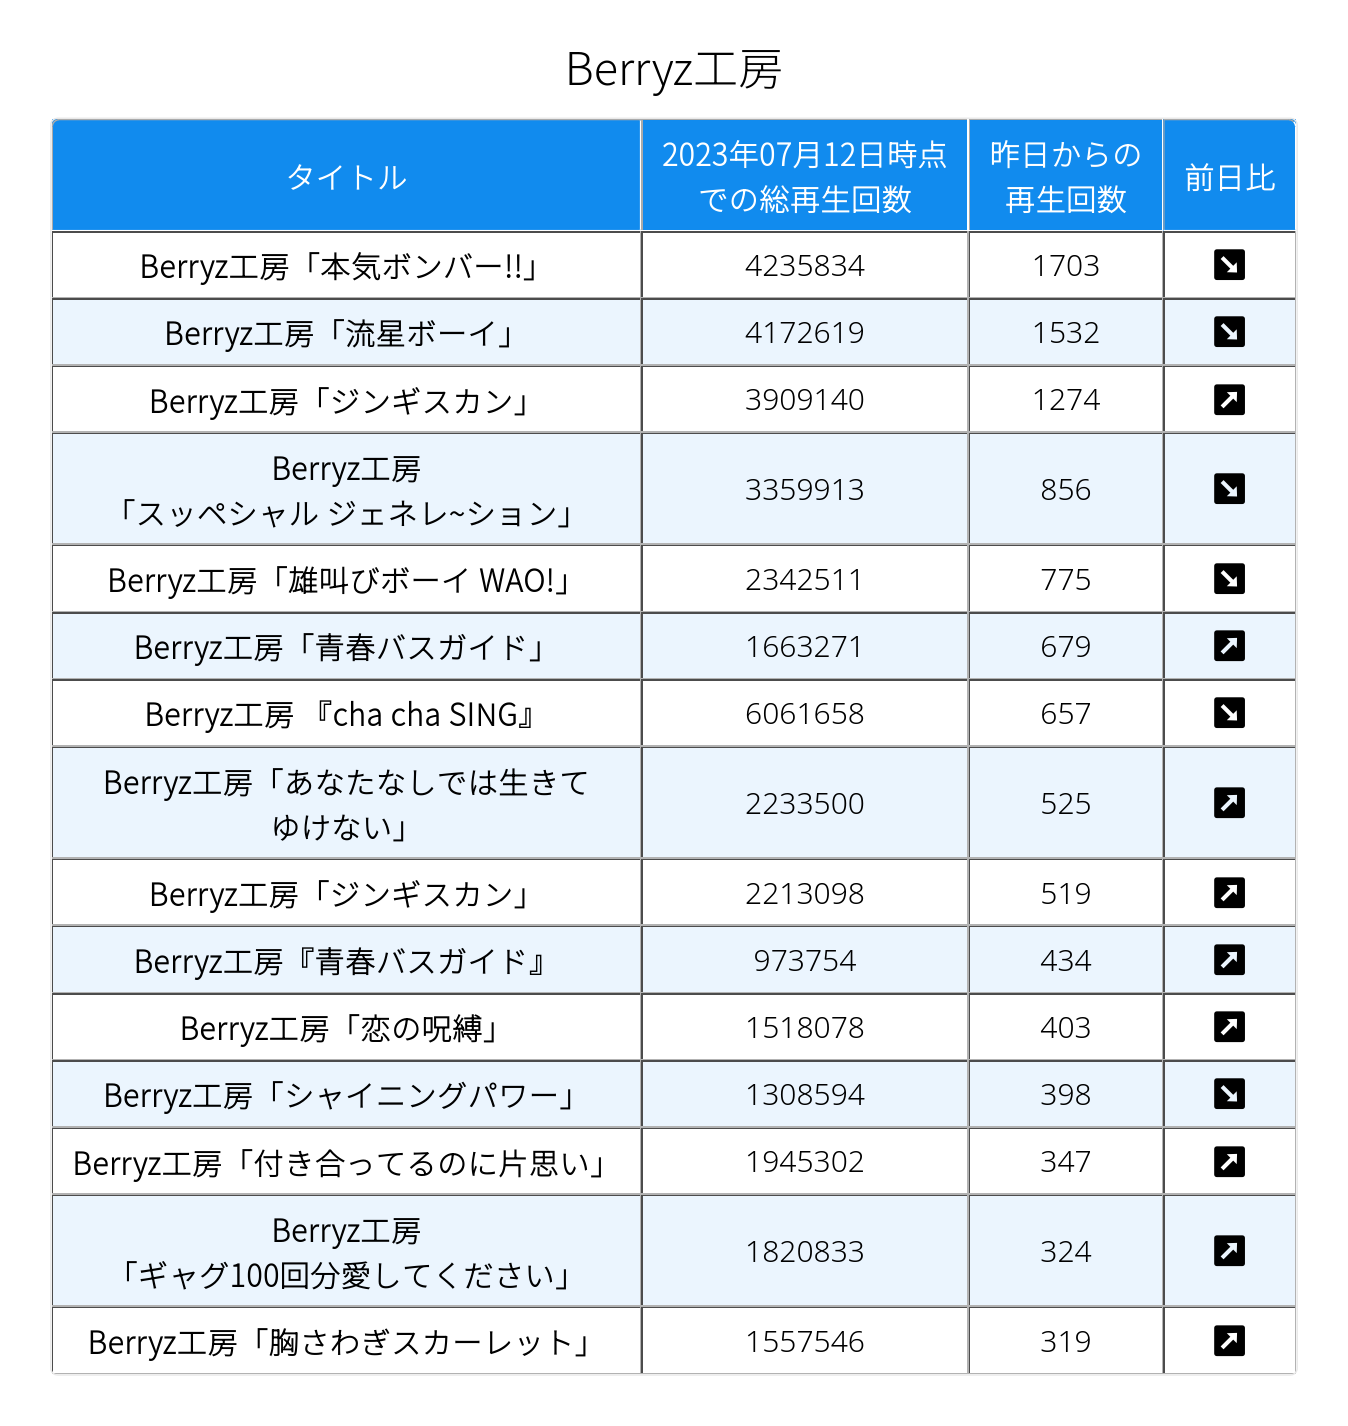 Berryz工房
タイトル
2023年07月12日時点
での総再生回数
昨日からの
再生回数
前日比
Berryz工房「本気ボンバー!!」 4235834 1703
Berryz工房「流星ボーイ」 4172619 1532
Berryz工房「ジンギスカン」 3909140 1274
Berryz工房
「スッペシャル ジェネレ~ション」 3359913 856
Berryz工房「雄叫びボーイ WAO!」 2342511 775
Berryz工房「青春バスガイド」 1663271 679
Berryz工房 『cha cha SING』 6061658 657
Berryz工房「あなたなしでは生きて
ゆけない」 2233500 525
Berryz工房「ジンギスカン」 2213098 519
Berryz工房『青春バスガイド』 973754 434
Berryz工房「恋の呪縛」 1518078 403
Berryz工房「シャイニングパワー」 1308594 398
Berryz工房「付き合ってるのに片思い」 1945302 347
Berryz工房
「ギャグ100回分愛してください」 1820833 324
Berryz工房「胸さわぎスカーレット」 1557546 319